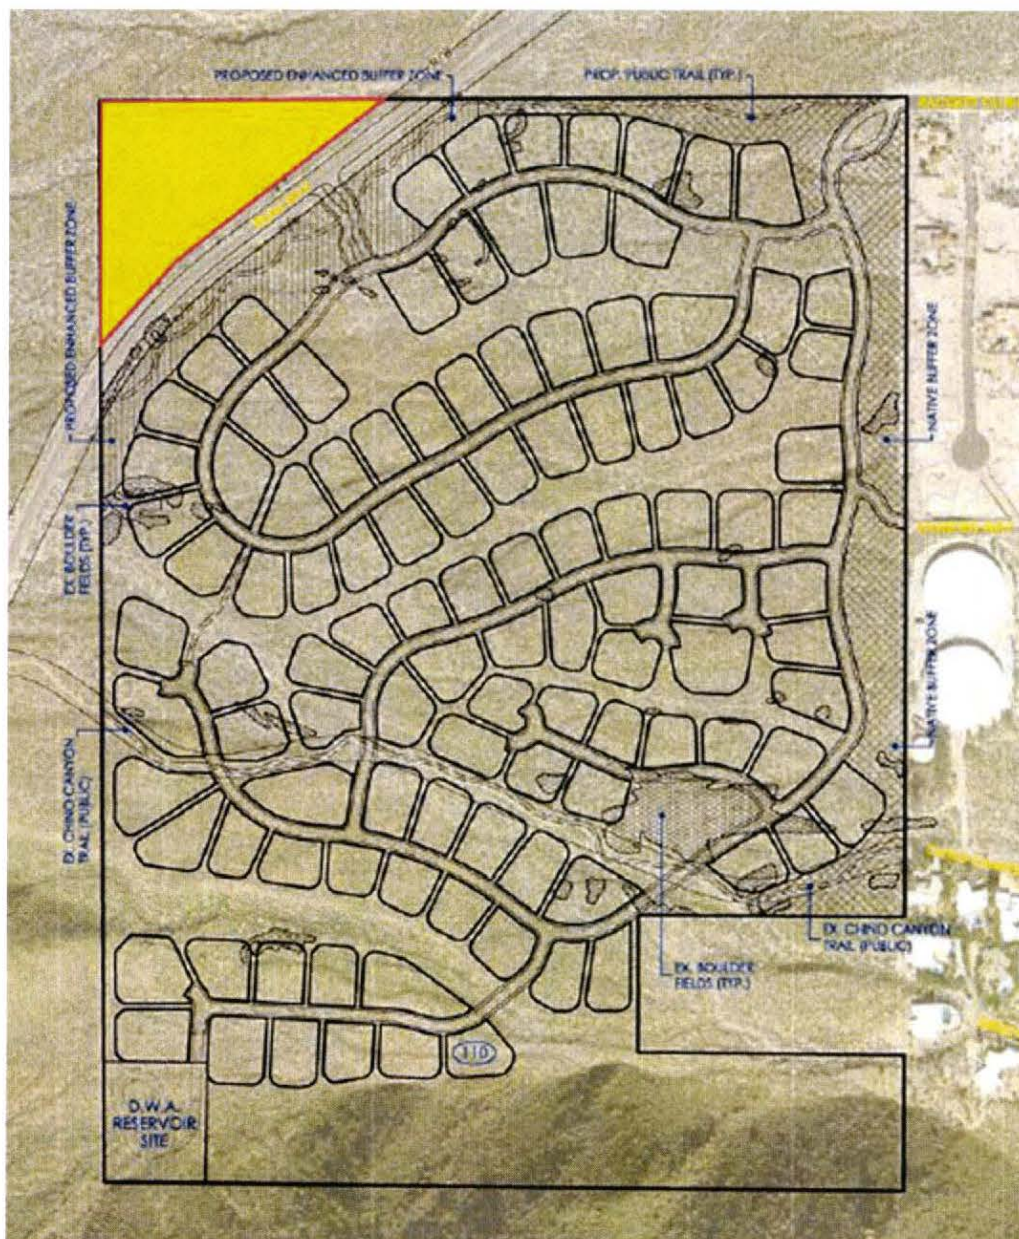 PROPOSED ENHANCED BUFFER ZONE
PROP. PUBLIC TRAIL (TYP.)
PROPOSED ENHANCED BUFFER ZONE
NATIVE BUFFER ZONE
EX. BOULDER
FIELDS (TYP.)
NATIVE BUFFER ZONE
EX. CHINO CANYON
TRAIL (PUBLIC)
EX. CHINO CANYON
TRAIL (PUBLIC)
EX. BOULDER
FIELDS (TYP.)
110
D.W.A.
RESERVOIR
SITE